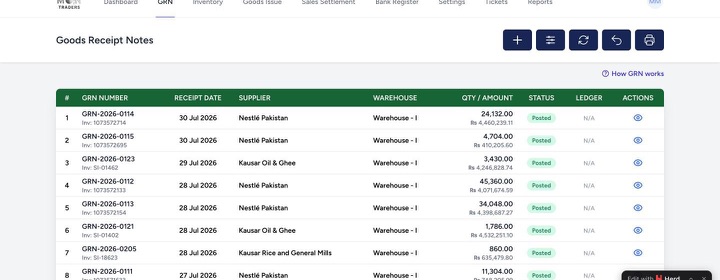 TRADERS
Dashboard GRN Inventory Goods Issue Sales Settlement Bank Register Settings Tickets Reports MM
Goods Receipt Notes
How GRN works
# GRN NUMBER RECEIPT DATE SUPPLIER WAREHOUSE QTY / AMOUNT STATUS LEDGER ACTIONS
1 GRN-2026-0114 30 Jul 2026 Nestlé Pakistan Warehouse - I 24,132.00 Posted N/A
Inv: 1073572714 Rs 4,460,239.11
2 GRN-2026-0115 30 Jul 2026 Nestlé Pakistan Warehouse - I 4,704.00 Posted N/A
Inv: 1073572695 Rs 410,205.60
3 GRN-2026-0123 29 Jul 2026 Kausar Oil & Ghee Warehouse - I 3,430.00 Posted N/A
Inv: SI-01462 Rs 4,246,828.74
4 GRN-2026-0112 28 Jul 2026 Nestlé Pakistan Warehouse - I 45,360.00 Posted N/A
Inv: 1073572133 Rs 4,071,674.59
5 GRN-2026-0113 28 Jul 2026 Nestlé Pakistan Warehouse - I 34,048.00 Posted N/A
Inv: 1073572154 Rs 4,398,687.27
6 GRN-2026-0121 28 Jul 2026 Kausar Oil & Ghee Warehouse - I 1,786.00 Posted N/A
Inv: SI-01402 Rs 4,532,251.10
7 GRN-2026-0205 28 Jul 2026 Kausar Rice and General Mills Warehouse - I 860.00 Posted N/A
Inv: SI-18623 Rs 635,479.80
8 GRN-2026-0111 27 Jul 2026 Nestlé Pakistan Warehouse - I 11,304.00 Posted N/A
Edit with Herd